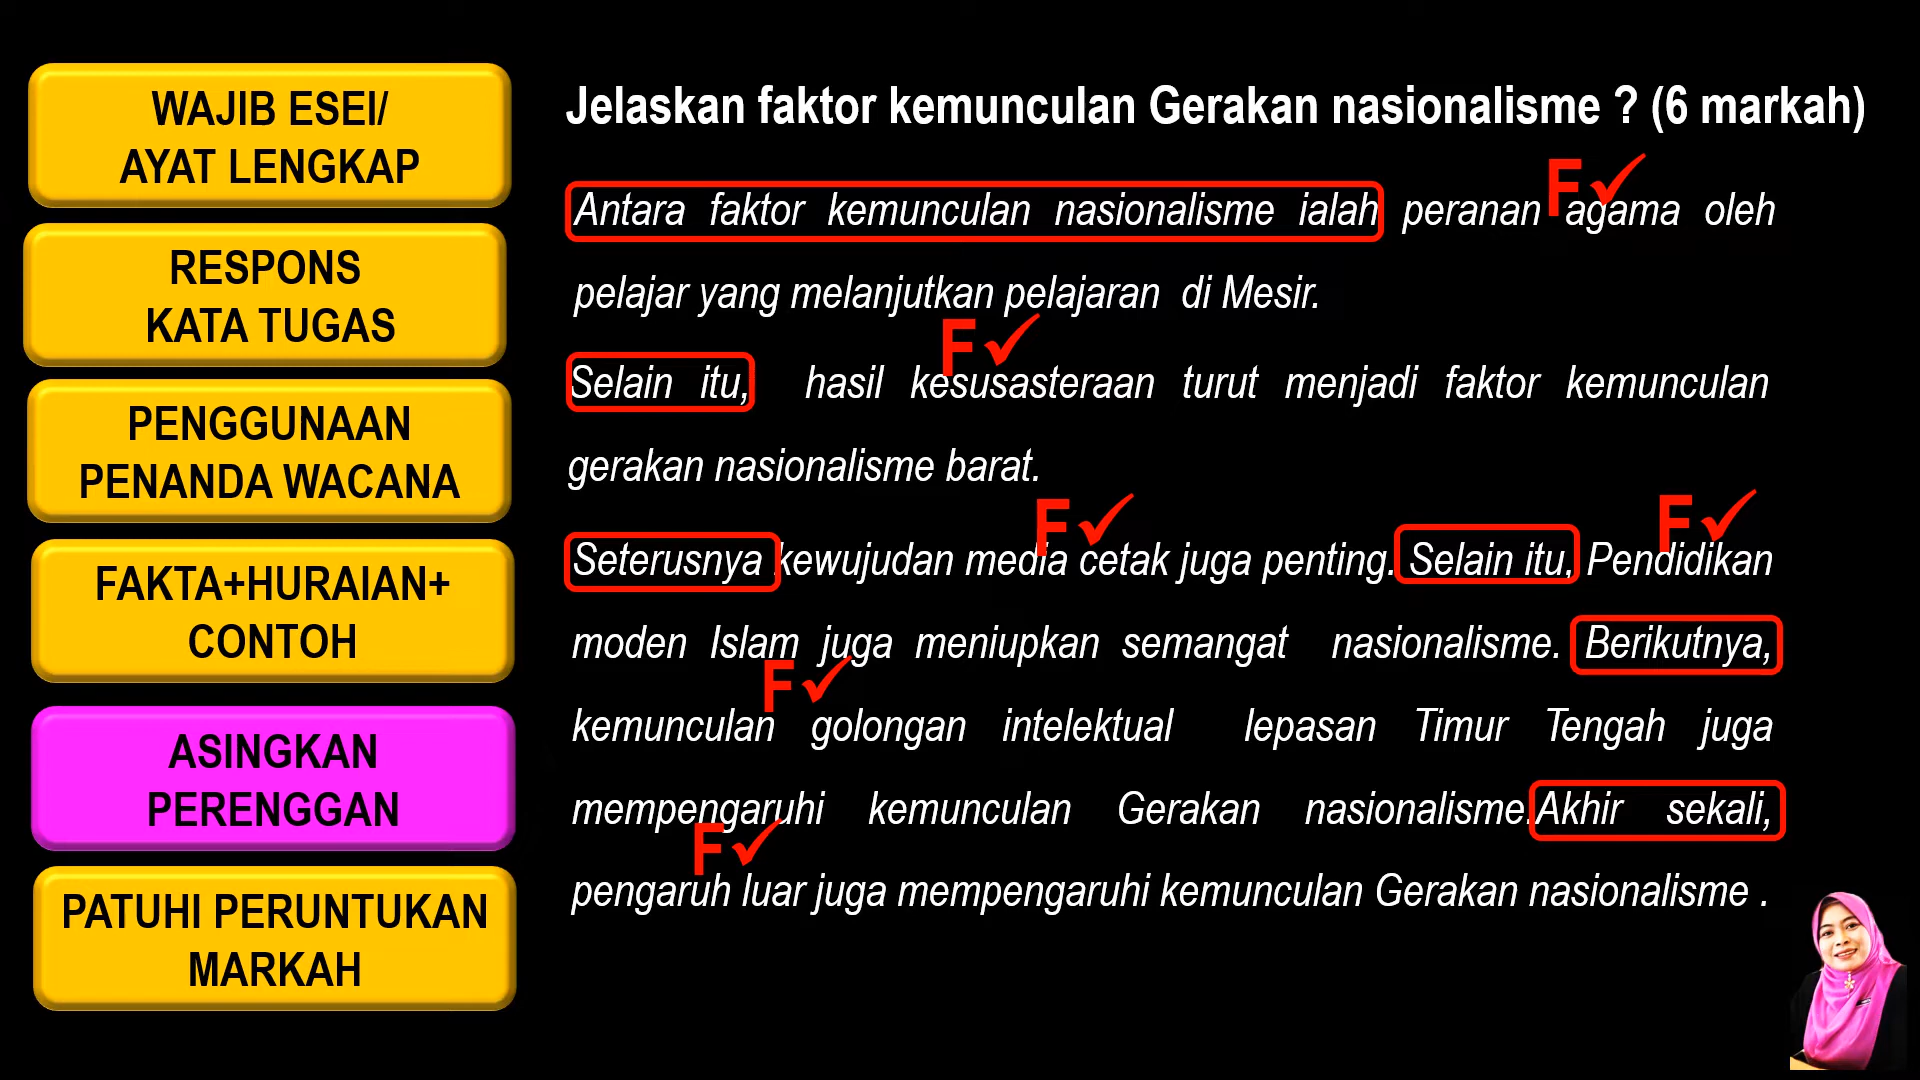 WAJIB ESEI/
AYAT LENGKAP
RESPONS
KATA TUGAS
PENGGUNAAN
PENANDA WACANA
FAKTA+HURAIAN+
CONTOH
ASINGKAN
PERENGGAN
PATUHI PERUNTUKAN
MARKAH
Jelaskan faktor kemunculan Gerakan nasionalisme ? (6 markah)
F✓
Antara faktor kemunculan nasionalisme ialah peranan agama oleh
pelajar yang melanjutkan pelajaran di Mesir.
F✓
Selain itu, hasil kesusasteraan turut menjadi faktor kemunculan
gerakan nasionalisme barat.
F✓ F✓
Seterusnya kewujudan media cetak juga penting. Selain itu, Pendidikan
moden Islam juga meniupkan semangat nasionalisme. Berikutnya,
F✓
kemunculan golongan intelektual lepasan Timur Tengah juga
mempengaruhi kemunculan Gerakan nasionalisme.Akhir sekali,
F✓
pengaruh luar juga mempengaruhi kemunculan Gerakan nasionalisme .